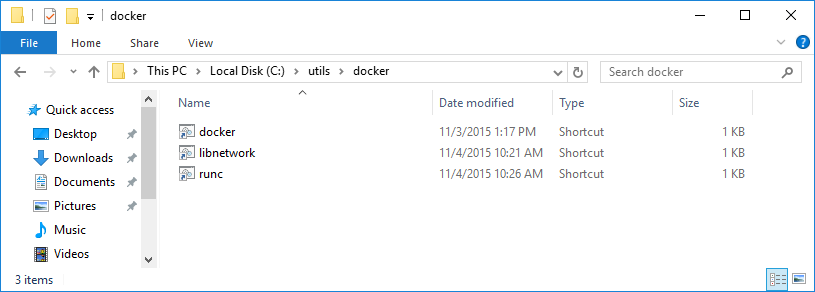 docker
File Home Share View
This PC Local Disk (C:) utils docker Search docker
Name Date modified Type Size
Quick access
Desktop
Downloads
Documents
Pictures
Music
Videos
docker 11/3/2015 1:17 PM Shortcut 1 KB
libnetwork 11/4/2015 10:21 AM Shortcut 1 KB
runc 11/4/2015 10:26 AM Shortcut 1 KB
3 items